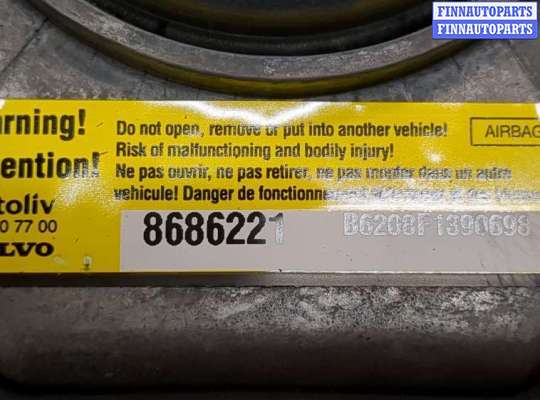 FINNAUTOPARTS
FINNAUTOPARTS
arning!
Do not open, remove or put into another vehicle!
AIRBAG
Risk of malfunctioning and bodily injury!
tention!
Ne pas ouvrir, ne pas retirer, ne pas monter dans un autre
vehicule! Danger de fonctionnement
toliv
0 77 00
8686221
B6208F1390698
LVO